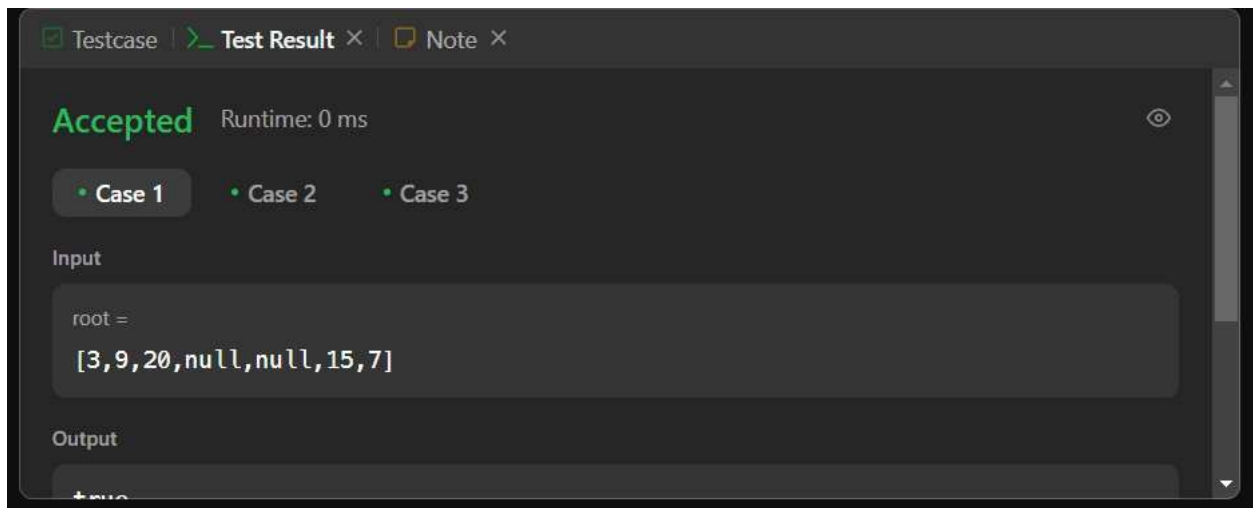 Testcase >_ Test Result × Note ×
Accepted Runtime: 0 ms
• Case 1 • Case 2 • Case 3
Input
root =
[3,9,20,null,null,15,7]
Output
true